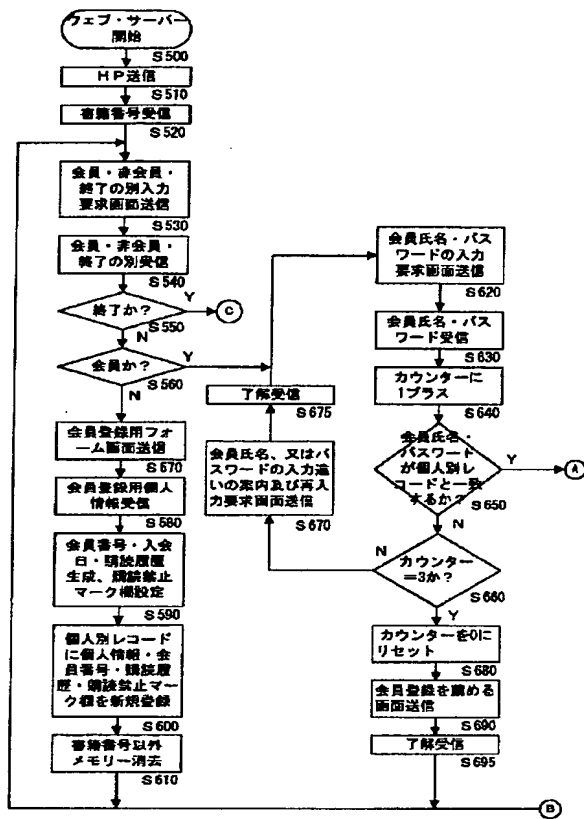 ウェブ・サーバー
開始
S500
HP送信
S510
書籍番号受信
S520
会員・非会員・
終了の別入力
要求画面送信
S530
会員・非会員・
終了の別受信
S540
終了か?
Y
C
S550
N
会員か?
Y
S560
N
会員登録用フォ
ーム画面送信
S570
会員登録用個人
情報受信
S580
会員番号・入会
日・購読履歴
生成、購読禁止
マーク欄設定
S590
個人別レコード
に個人情報・会
員番号・購読履
歴・購読禁止マー
ク欄を新規登録
S600
書籍番号以外
メモリー消去
S610
了解受信
S675
会員氏名、又はパ
スワードの入力違
いの案内及び再入
力要求画面送信
S670
会員氏名・パス
ワードの入力
要求画面送信
S620
会員氏名・パス
ワード受信
S630
カウンターに
1プラス
S640
会員氏名・
パスワード
が個人別レ
コードと一致
するか?
Y
A
S650
N
カウンター
=3か?
N
S660
Y
カウンターを0に
リセット
S680
会員登録を薦める
画面送信
S690
了解受信
S695
B